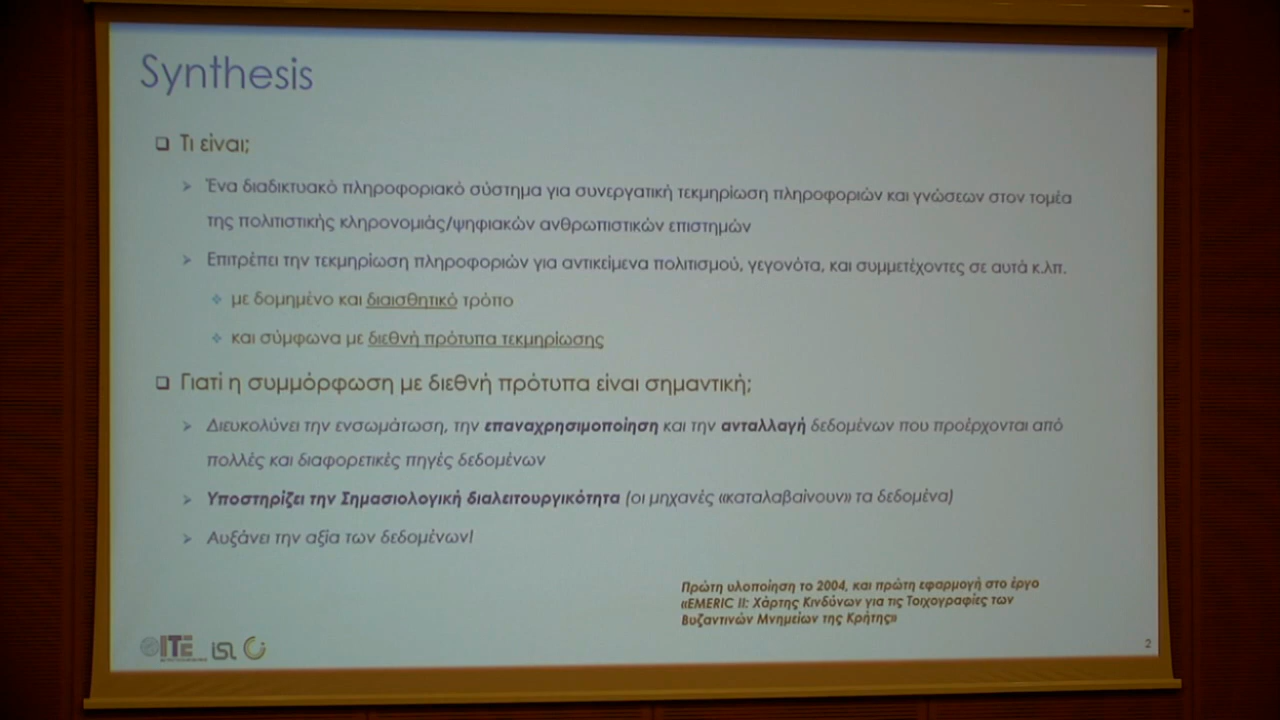 Synthesis
❑ Τι είναι;
➢ Ένα διαδικτυακό πληροφοριακό σύστημα για συνεργατική τεκμηρίωση πληροφοριών και γνώσεων στον τομέα
της πολιτιστικής κληρονομιάς/ψηφιακών ανθρωπιστικών επιστημών
➢ Επιτρέπει την τεκμηρίωση πληροφοριών για αντικείμενα πολιτισμού, γεγονότα, και συμμετέχοντες σε αυτά κ.λπ.
❖ με δομημένο και διαισθητικό τρόπο
❖ και σύμφωνα με διεθνή πρότυπα τεκμηρίωσης
❑ Γιατί η συμμόρφωση με διεθνή πρότυπα είναι σημαντική;
➢ Διευκολύνει την ενσωμάτωση, την επαναχρησιμοποίηση και την ανταλλαγή δεδομένων που προέρχονται από
πολλές και διαφορετικές πηγές δεδομένων
➢ Υποστηρίζει την Σημασιολογική διαλειτουργικότητα (οι μηχανές «καταλαβαίνουν» τα δεδομένα)
➢ Αυξάνει την αξία των δεδομένων!
Πρώτη υλοποίηση το 2004, και πρώτη εφαρμογή στο έργο
«EMERIC II: Χάρτης Κινδύνων για τις Τοιχογραφίες των
Βυζαντινών Μνημείων της Κρήτης»
ITE isl
2